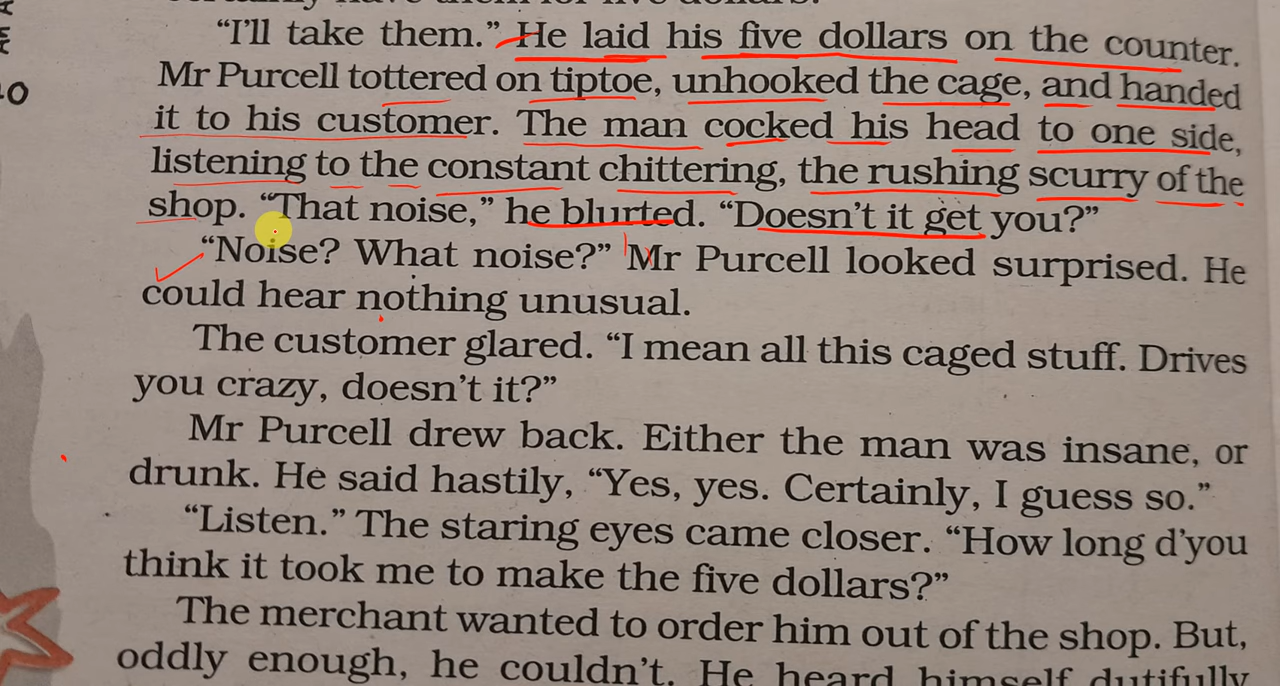 "I'll take them." He laid his five dollars on the counter.
Mr Purcell tottered on tiptoe, unhooked the cage, and handed
it to his customer. The man cocked his head to one side,
listening to the constant chittering, the rushing scurry of the
shop. "That noise," he blurted. "Doesn't it get you?"
"Noise? What noise?" Mr Purcell looked surprised. He
could hear nothing unusual.
The customer glared. "I mean all this caged stuff. Drives
you crazy, doesn't it?"
Mr Purcell drew back. Either the man was insane, or
drunk. He said hastily, "Yes, yes. Certainly, I guess so."
"Listen." The staring eyes came closer. "How long d'you
think it took me to make the five dollars?"
The merchant wanted to order him out of the shop. But,
oddly enough, he couldn't. He heard himself dutifully